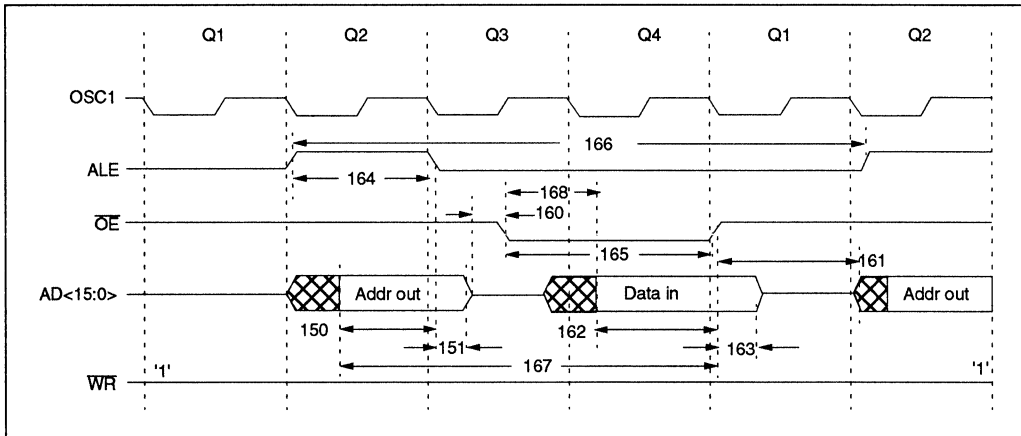 Q1 Q2 Q3 Q4 Q1 Q2
OSC1
166
ALE
164
168
160
OE
165
161
AD<15:0> Addr out Data in Addr out
150 162
151 163
167
'1' '1'
WR